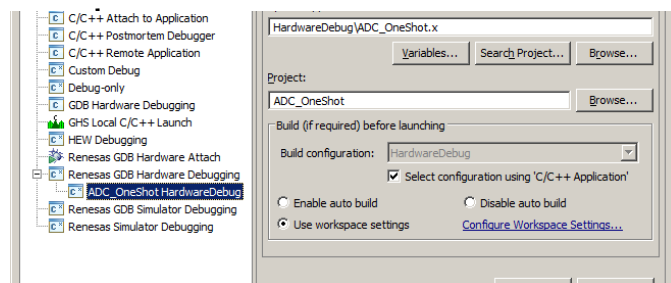 C/C++ Attach to Application
C/C++ Postmortem Debugger
C/C++ Remote Application
Custom Debug
Debug-only
GDB Hardware Debugging
GHS Local C/C++ Launch
HEW Debugging
Renesas GDB Hardware Attach
Renesas GDB Hardware Debugging
ADC_OneShot HardwareDebug
Renesas GDB Simulator Debugging
Renesas Simulator Debugging
HardwareDebug\ADC_OneShot.x
Variables... Search Project... Browse...
Project:
ADC_OneShot Browse...
Build (if required) before launching
Build configuration: HardwareDebug
Select configuration using 'C/C++ Application'
Enable auto build Disable auto build
Use workspace settings Configure Workspace Settings...